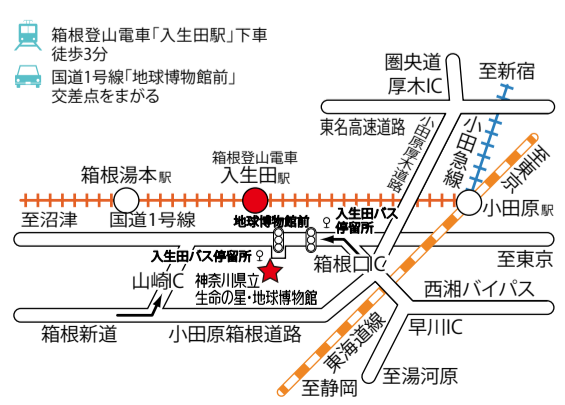 箱根登山電車「入生田駅」下車
徒歩3分
国道1号線「地球博物館前」
交差点をまがる
圏央道
厚木IC
至新宿
東名高速道路
小田原厚木道路
小田急線
至東京
箱根登山電車
箱根湯本駅
入生田駅
小田原駅
至沼津
国道1号線
地球博物館前
入生田バス
停留所
入生田バス停留所
箱根口IC
至東京
山崎IC
神奈川県立
生命の星・地球博物館
西湘バイパス
箱根新道
小田原箱根道路
東海道線
早川IC
至静岡
至湯河原